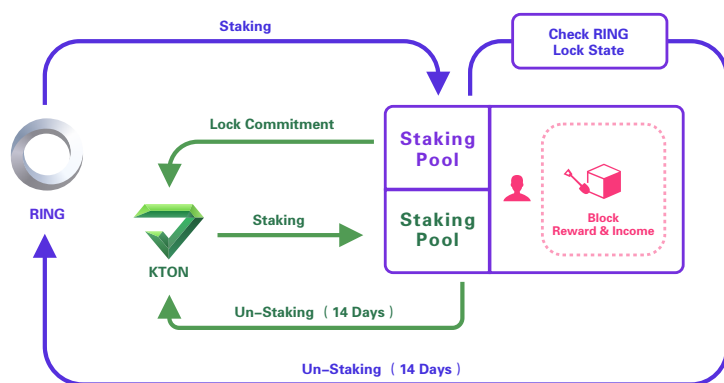 Staking
Check RING
Lock State
Lock Commitment
Staking
Pool
RING
Staking
Staking
Pool
Block
Reward & Income
KTON
Un–Staking ( 14 Days )
Un–Staking ( 14 Days )